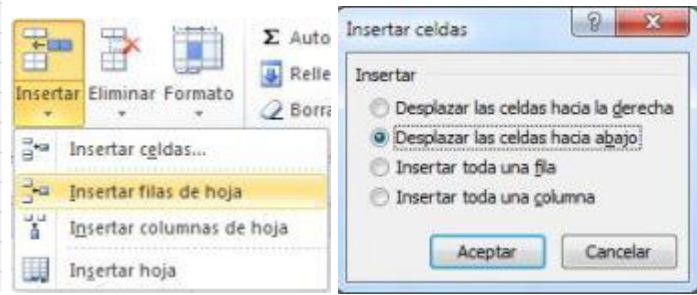 Insertar Eliminar Formato
Σ Auto
Relle
Borra
Insertar celdas...
Insertar filas de hoja
Insertar columnas de hoja
Insertar hoja
Insertar celdas
?
X
Insertar
Desplazar las celdas hacia la derecha
Desplazar las celdas hacia abajo
Insertar toda una fila
Insertar toda una columna
Aceptar
Cancelar